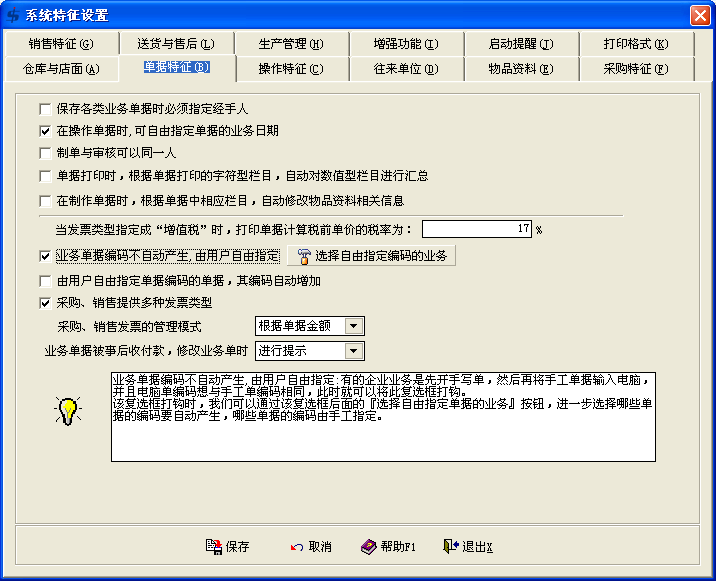 系统特征设置
销售特征(G) 送货与售后(L) 生产管理(H) 增强功能(I) 启动提醒(J) 打印格式(K)
仓库与店面(A) 单据特征(B) 操作特征(C) 往来单位(D) 物品资料(E) 采购特征(F)
保存各类业务单据时必须指定经手人
在操作单据时,可自由指定单据的业务日期
制单与审核可以同一人
单据打印时，根据单据打印的字符型栏目，自动对数值型栏目进行汇总
在制作单据时，根据单据中相应栏目，自动修改物品资料相关信息
当发票类型指定成“增值税”时，打印单据计算税前单价的税率为： 17 %
业务单据编码不自动产生,由用户自由指定 选择自由指定编码的业务
由用户自由指定单据编码的单据，其编码自动增加
采购、销售提供多种发票类型
采购、销售发票的管理模式 根据单据金额
业务单据被事后收付款，修改业务单时 进行提示
业务单据编码不自动产生,由用户自由指定:有的企业业务是先开手写单，然后再将手工单据输入电脑，
并且电脑单编码想与手工单编码相同，此时就可以将此复选框打钩。
该复选框打钩时，我们可以通过该复选框后面的『选择自由指定单据的业务』按钮，进一步选择哪些单
据的编码要自动产生，哪些单据的编码由手工指定。
保存 取消 帮助F1 退出X